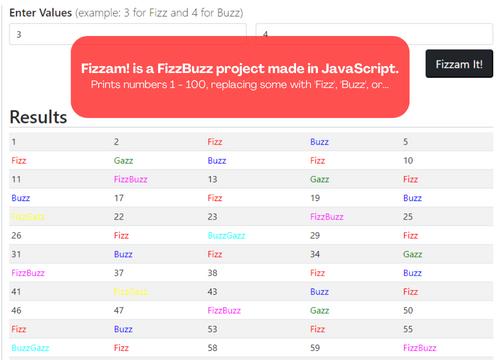 Enter Values (example: 3 for Fizz and 4 for Buzz)
3 4
Fizzam! is a FizzBuzz project made in JavaScript.
Prints numbers 1 - 100, replacing some with 'Fizz', 'Buzz', or...
Fizzam It!
Results
1 2 Fizz Buzz 5
Fizz Gazz Buzz Fizz 10
11 FizzBuzz 13 Gazz Fizz
Buzz 17 Fizz 19 Buzz
FizzGazz 22 23 FizzBuzz 25
26 Fizz BuzzGazz 29 Fizz
31 Buzz Fizz 34 Gazz
FizzBuzz 37 38 Fizz Buzz
41 FizzGazz 43 Buzz Fizz
46 47 FizzBuzz Gazz 50
Fizz Buzz 53 Fizz 55
BuzzGazz Fizz 58 59 FizzBuzz